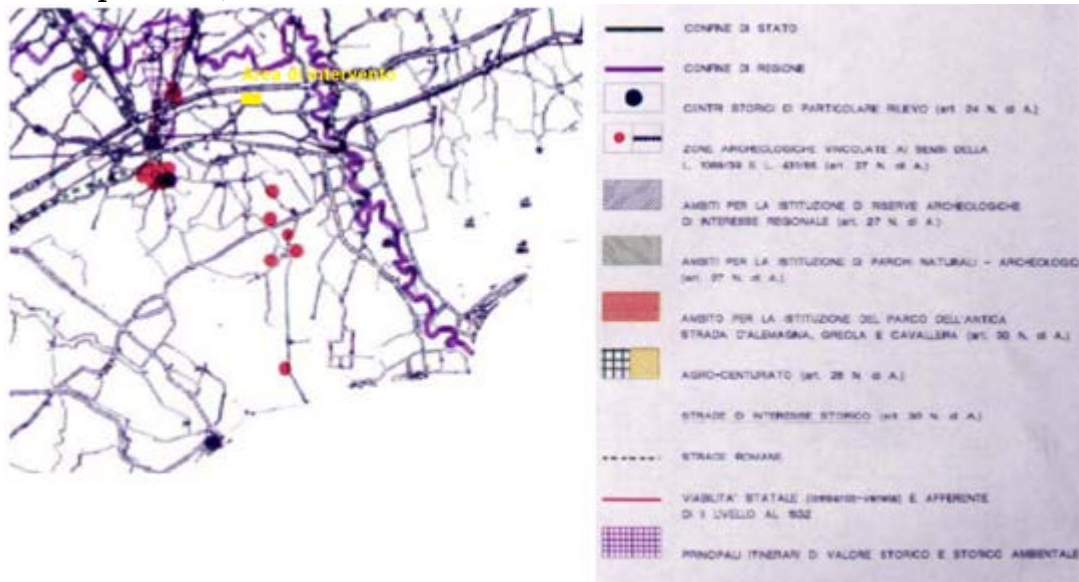 Area di intervento
CONFINE DI STATO
CONFINE DI REGIONE
CENTRI STORICI DI PARTICOLARE RILIEVO (art. 24 N. di A.)
ZONE ARCHEOLOGICHE VINCOLATE AI SENSI DELLA
L. 1089/39 E L. 431/85 (art. 27 N. di A.)
AMBITI PER LA ISTITUZIONE DI RISERVE ARCHEOLOGICHE
DI INTERESSE REGIONALE (art. 27 N. di A.)
AMBITI PER LA ISTITUZIONE DI PARCHI NATURALI - ARCHEOLOGIC
(art. 27 N. di A.)
AMBITO PER LA ISTITUZIONE DEL PARCO DELL'ANTICA
STRADA D'ALEMAGNA, GREOLA E CAVALLERA (art. 30 N. di A.)
AGRO-CENTURIATO (art. 28 N. di A.)
STRADE DI INTERESSE STORICO (art. 30 N. di A.)
STRADE ROMANE
VIABILITA' STATALE (lombardo-veneta) E AFFERENTE
DI II LIVELLO AL 1832
PRINCIPALI ITINERARI DI VALORE STORICO E STORICO AMBIENTALE